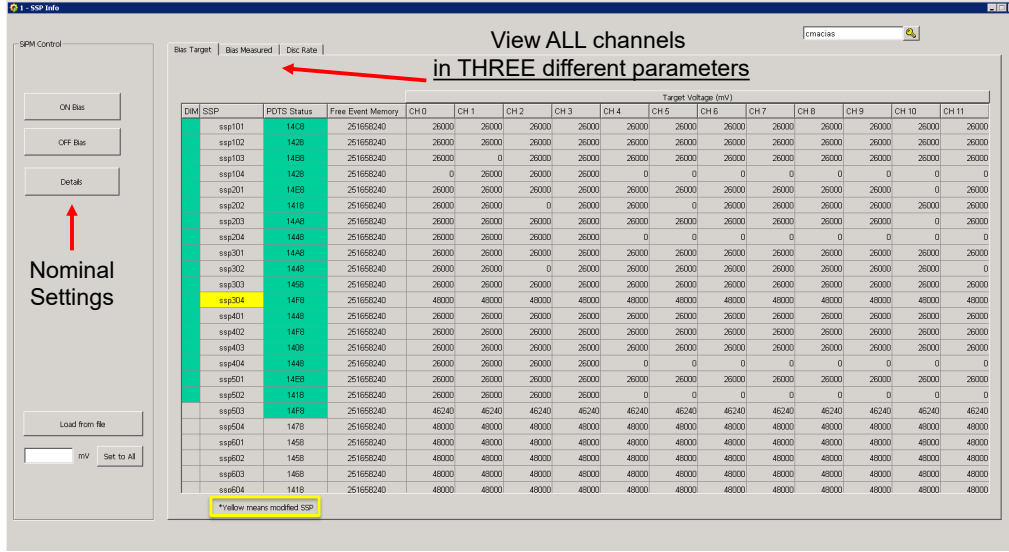 1 - SSP Info
cmacias
SiPM Control
Bias Target Bias Measured Disc Rate
View ALL channels
in THREE different parameters
ON Bias
OFF Bias
Details
Nominal
Settings
Load from file
mV Set to All
Target Voltage (mV)
DIM SSP PDTS Status Free Event Memory CH 0 CH 1 CH 2 CH 3 CH 4 CH 5 CH 6 CH 7 CH 8 CH 9 CH 10 CH 11
ssp101 14C8 251658240 26000 26000 26000 26000 26000 26000 26000 26000 26000 26000 26000 26000
ssp102 1428 251658240 26000 26000 26000 26000 26000 26000 26000 26000 26000 26000 26000 26000
ssp103 14B8 251658240 26000 0 26000 26000 26000 26000 26000 26000 26000 26000 26000 26000
ssp104 1428 251658240 0 26000 26000 26000 0 0 0 0 0 0 0 0
ssp201 14E8 251658240 26000 26000 26000 26000 26000 26000 26000 26000 26000 26000 0 26000
ssp202 1418 251658240 26000 26000 0 26000 26000 0 26000 26000 26000 26000 26000 26000
ssp203 14A8 251658240 26000 26000 26000 26000 26000 26000 26000 26000 26000 26000 0 26000
ssp204 1448 251658240 26000 26000 26000 26000 0 0 0 0 0 0 0 0
ssp301 14A8 251658240 26000 26000 26000 26000 26000 26000 26000 26000 26000 26000 26000 26000
ssp302 1448 251658240 26000 26000 0 26000 26000 26000 26000 26000 26000 26000 26000 0
ssp303 1458 251658240 26000 26000 26000 26000 26000 26000 26000 26000 26000 26000 26000 26000
ssp304 14F8 251658240 48000 48000 48000 48000 48000 48000 48000 48000 48000 48000 48000 48000
ssp401 1448 251658240 26000 26000 26000 26000 26000 26000 26000 26000 26000 26000 26000 26000
ssp402 14F8 251658240 26000 26000 26000 26000 26000 26000 26000 26000 26000 26000 26000 26000
ssp403 1408 251658240 26000 26000 26000 26000 26000 26000 26000 26000 26000 26000 26000 26000
ssp404 1448 251658240 26000 26000 26000 26000 0 0 0 0 0 0 0 0
ssp501 14E8 251658240 26000 26000 26000 26000 26000 26000 26000 26000 26000 26000 26000 26000
ssp502 1418 251658240 26000 26000 26000 26000 0 0 0 0 0 0 0 0
ssp503 14F8 251658240 46240 46240 46240 46240 46240 46240 46240 46240 46240 46240 46240 46240
ssp504 1478 251658240 48000 48000 48000 48000 48000 48000 48000 48000 48000 48000 48000 48000
ssp601 1458 251658240 48000 48000 48000 48000 48000 48000 48000 48000 48000 48000 48000 48000
ssp602 1458 251658240 48000 48000 48000 48000 48000 48000 48000 48000 48000 48000 48000 48000
ssp603 1468 251658240 48000 48000 48000 48000 48000 48000 48000 48000 48000 48000 48000 48000
ssp604 1418 251658240 48000 48000 48000 48000 48000 48000 48000 48000 48000 48000 48000 48000
*Yellow means modified SSP